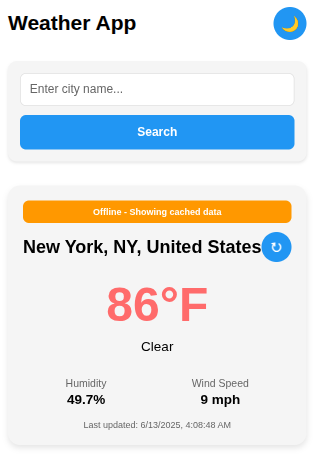 Weather App
Enter city name...
Search
Offline - Showing cached data
New York, NY, United States
86°F
Clear
Humidity Wind Speed
49.7% 9 mph
Last updated: 6/13/2025, 4:08:48 AM